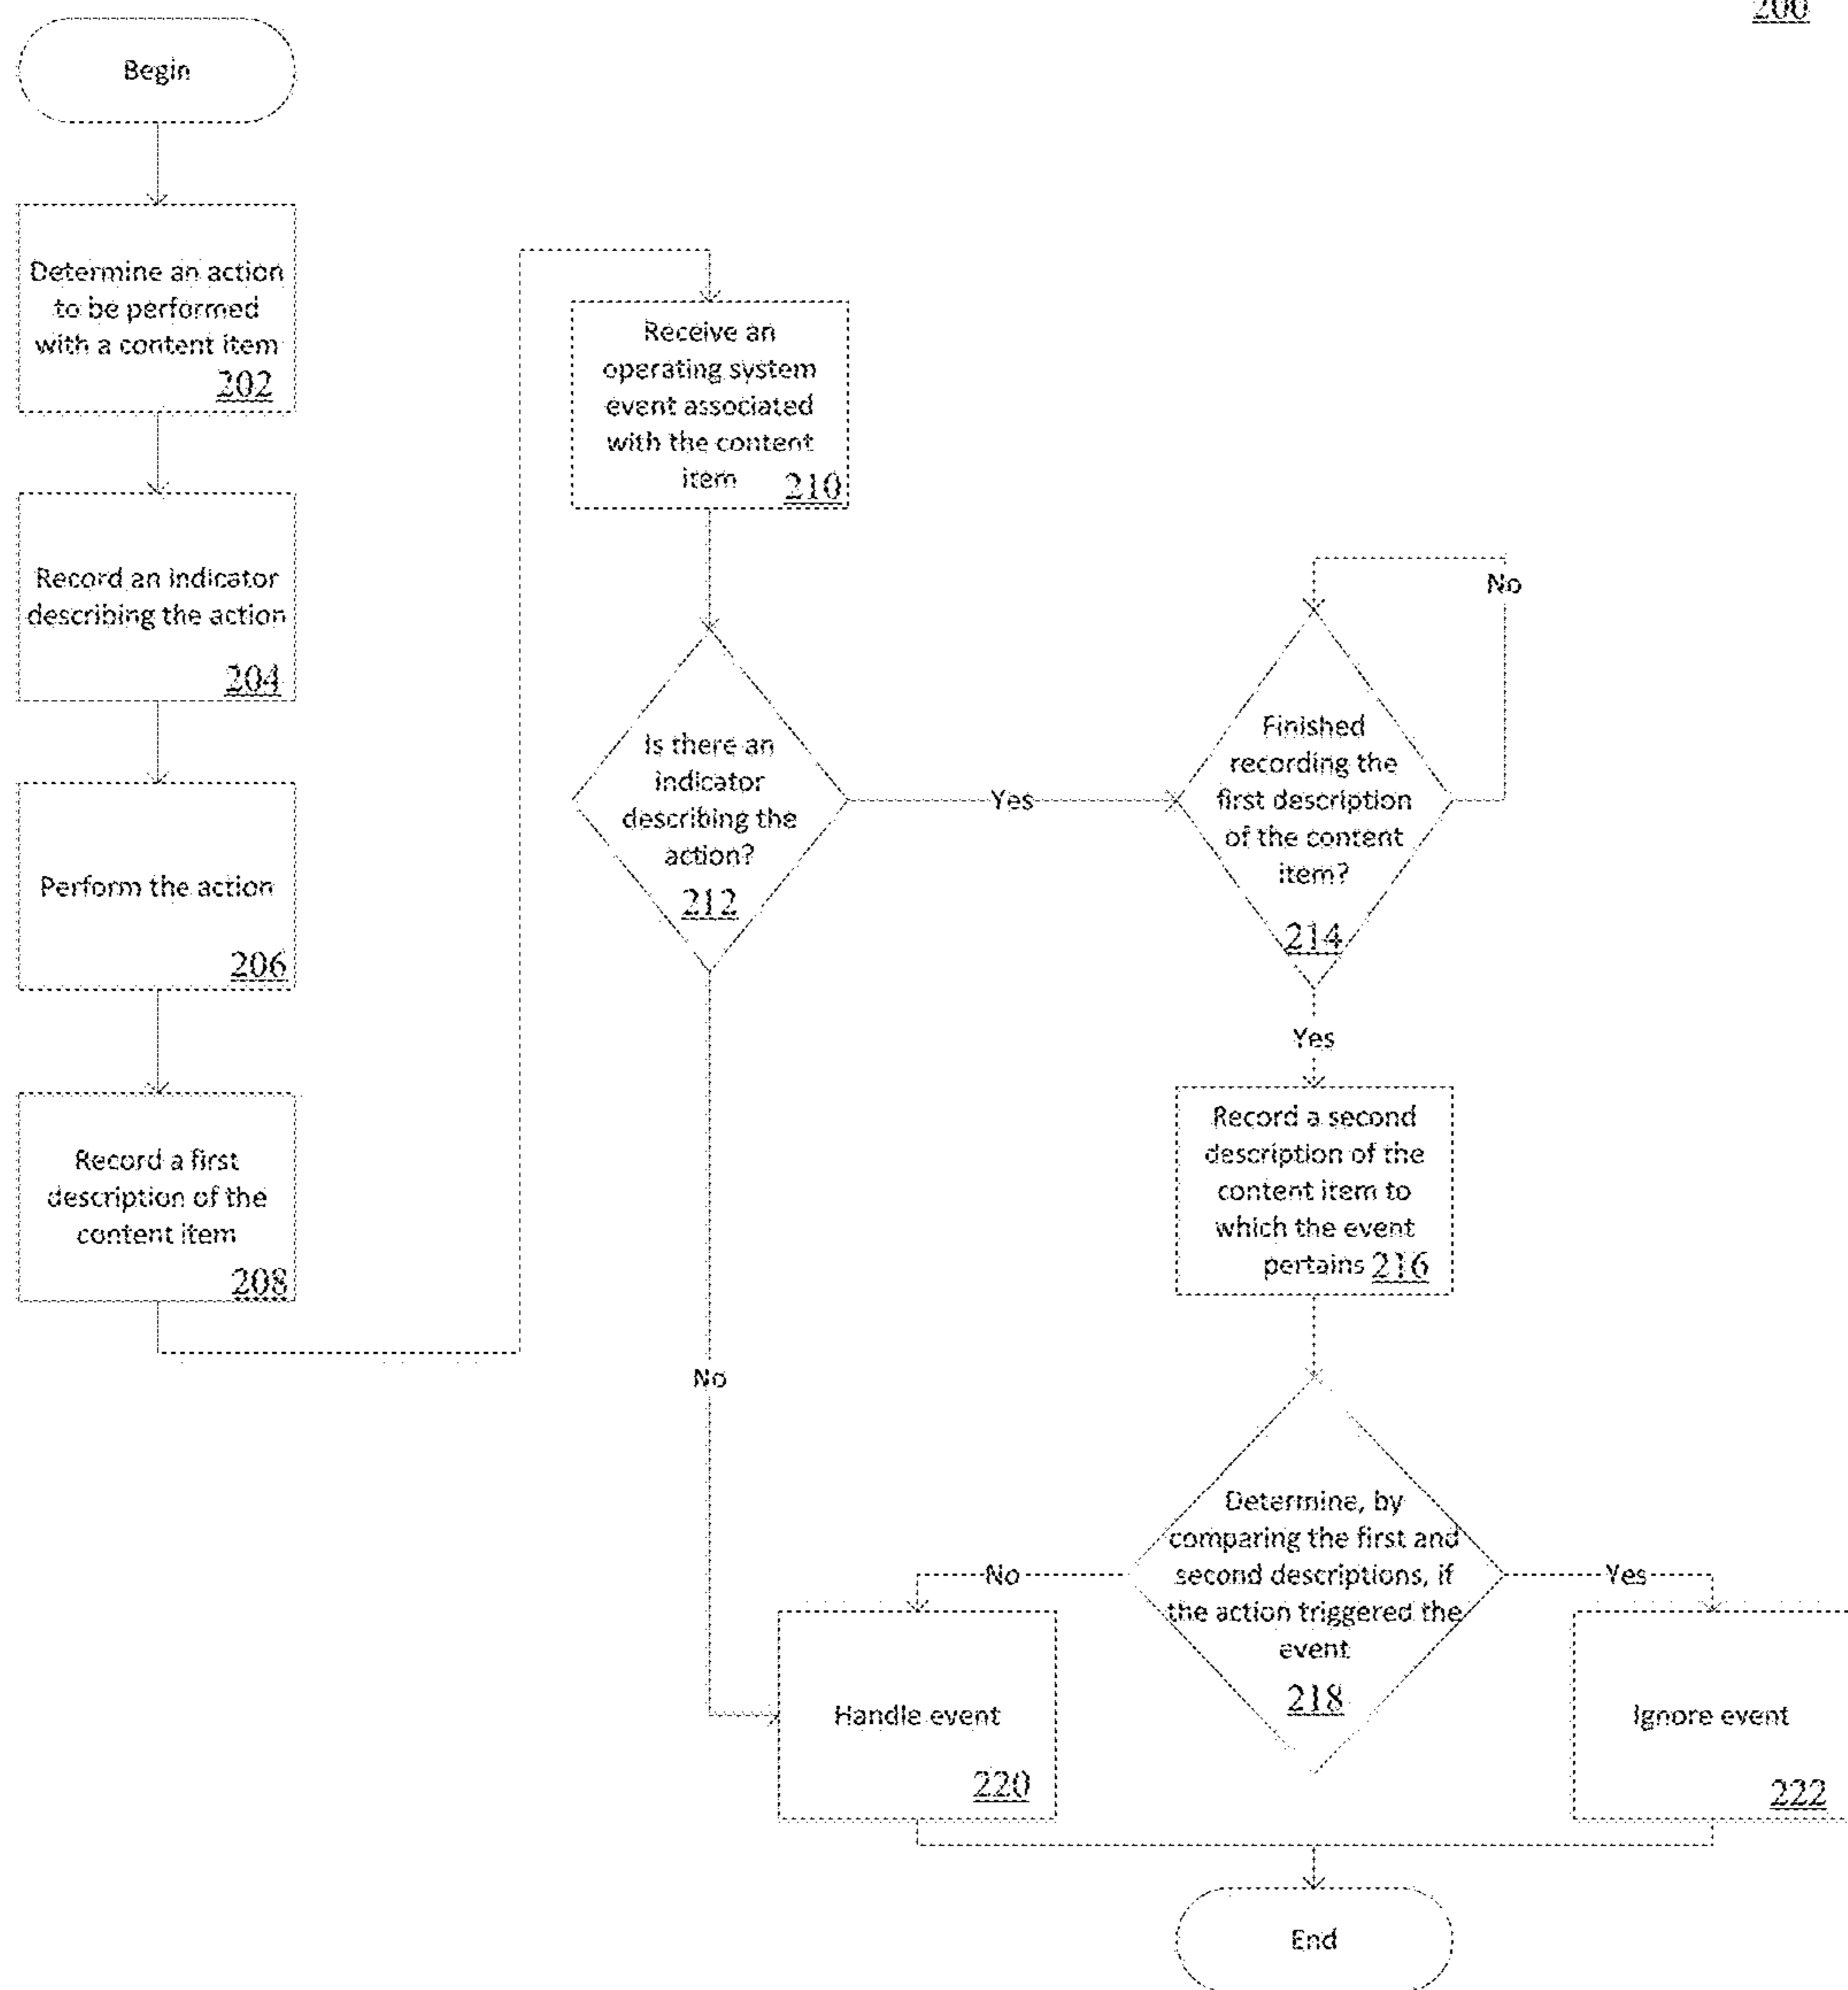 200
Begin
Determine an action
to be performed
with a content item
202
Record an indicator
describing the action
204
Perform the action
206
Record a first
description of the
content item
208
Receive an
operating system
event associated
with the content
item 210
Is there an
indicator
describing the
action?
212
Yes
No
Finished
recording the
first description
of the content
item?
214
No
Yes
Record a second
description of the
content item to
which the event
pertains 216
Determine, by
comparing the first and
second descriptions, if
the action triggered the
event
218
No
Yes
Handle event
220
Ignore event
222
End